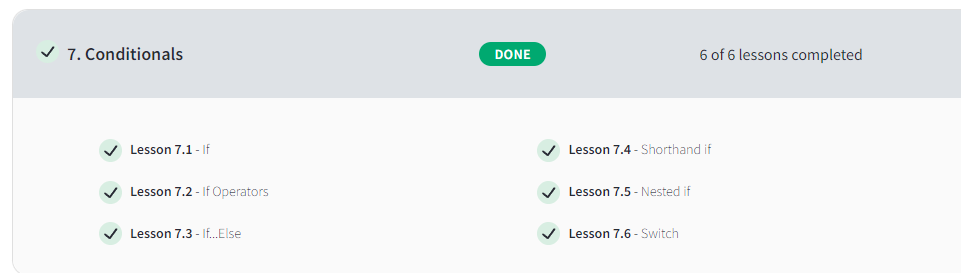 7. Conditionals
DONE
6 of 6 lessons completed
Lesson 7.1 - If
Lesson 7.2 - If Operators
Lesson 7.3 - If...Else
Lesson 7.4 - Shorthand if
Lesson 7.5 - Nested if
Lesson 7.6 - Switch